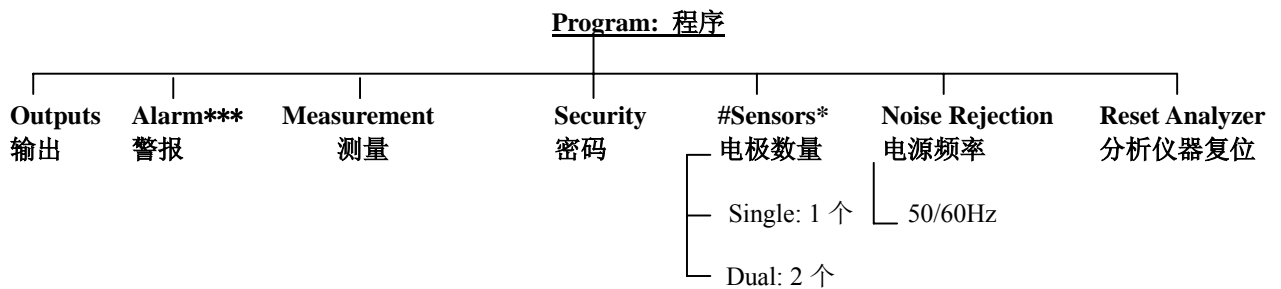 Program: 程序
Outputs Alarm*** Measurement Security #Sensors* Noise Rejection Reset Analyzer
输出 警报 测量 密码 电极数量 电源频率 分析仪器复位
Single: 1 个 50/60Hz
Dual: 2 个